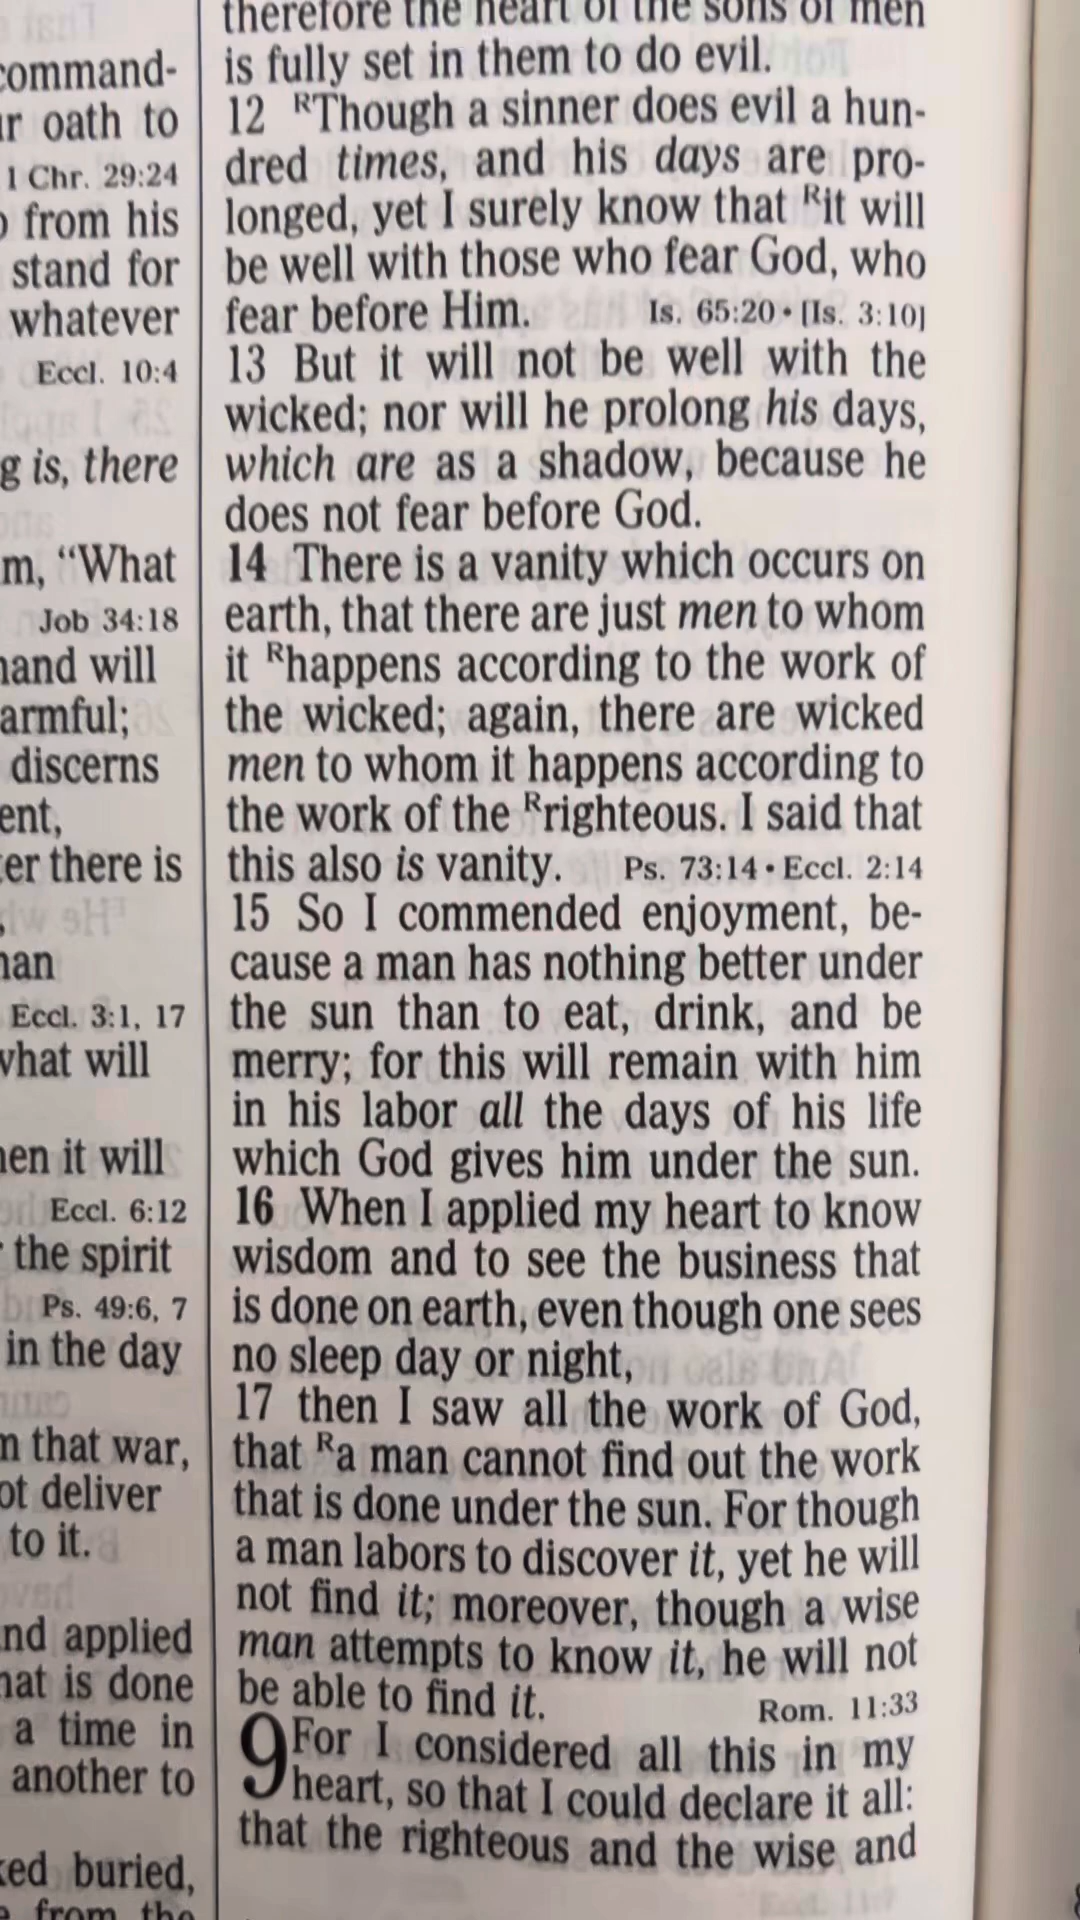 command-
oath to
1 Chr. 29:24
from his
stand for
whatever
Eccl. 10:4
is, there
"What
Job 34:18
will
discerns
there is
Eccl. 3:1, 17
will
it will
Eccl. 6:12
the spirit
Ps. 49:6, 7
in the day
that war,
deliver
to it.
applied
is done
a time in
another to
buried,
from the
therefore the heart of the sons of men
is fully set in them to do evil.
12 RThough a sinner does evil a hun-
dred times, and his days are pro-
longed, yet I surely know that Rit will
be well with those who fear God, who
fear before Him. Is. 65:20 • [Is. 3:10]
13 But it will not be well with the
wicked; nor will he prolong his days,
which are as a shadow, because he
does not fear before God.
14 There is a vanity which occurs on
earth, that there are just men to whom
it Rhappens according to the work of
the wicked; again, there are wicked
men to whom it happens according to
the work of the Rrighteous. I said that
this also is vanity. Ps. 73:14 • Eccl. 2:14
15 So I commended enjoyment, be-
cause a man has nothing better under
the sun than to eat, drink, and be
merry; for this will remain with him
in his labor all the days of his life
which God gives him under the sun.
16 When I applied my heart to know
wisdom and to see the business that
is done on earth, even though one sees
no sleep day or night,
17 then I saw all the work of God,
that Ra man cannot find out the work
that is done under the sun. For though
a man labors to discover it, yet he will
not find it; moreover, though a wise
man attempts to know it, he will not
be able to find it. Rom. 11:33
9 For I considered all this in my
heart, so that I could declare it all:
that the righteous and the wise and